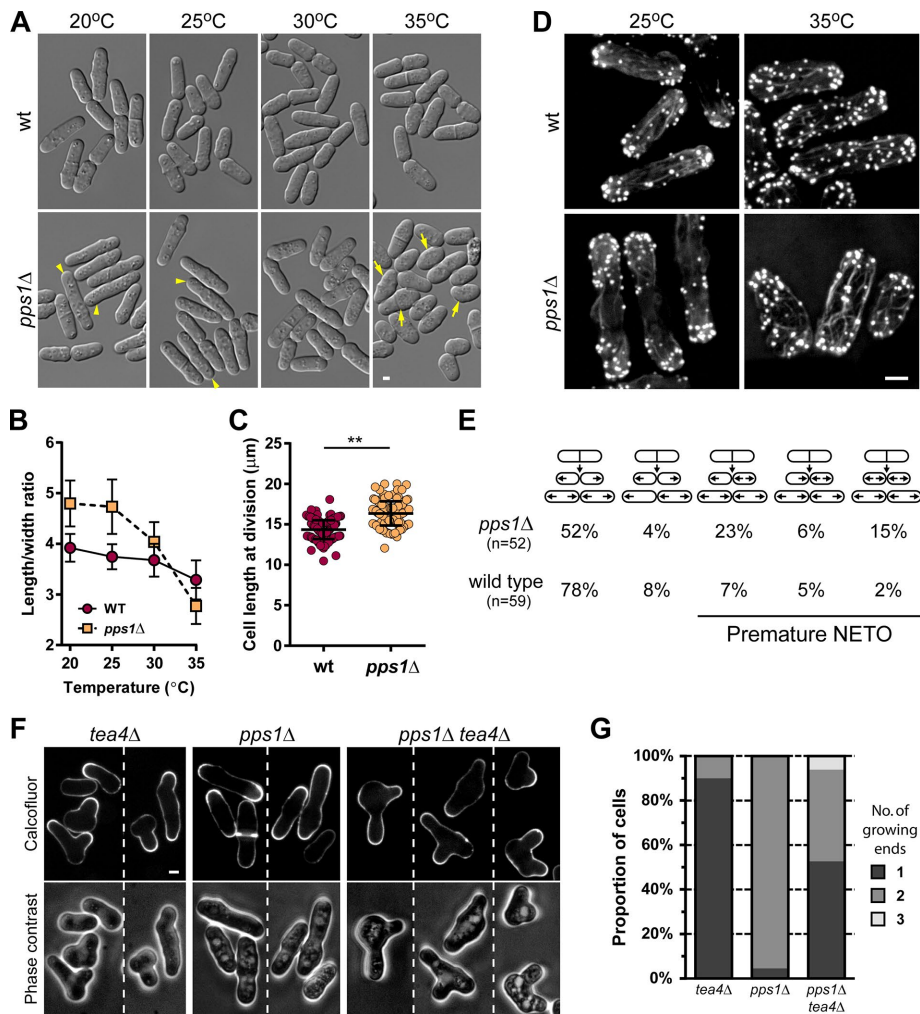 A
20ºC 25ºC 30ºC 35ºC
wt
pps1Δ
D
25ºC 35ºC
wt
pps1Δ
B
Length/width ratio
6
5
4
3
2
WT
pps1Δ
20 25 30 35
Temperature (°C)
C
Cell length at division (μm)
25
20
15
10
5
0
**
wt pps1Δ
E
pps1Δ
(n=52)
52% 4% 23% 6% 15%
wild type
(n=59)
78% 8% 7% 5% 2%
Premature NETO
F
tea4Δ pps1Δ pps1Δ tea4Δ
Calcofluor
Phase contrast
G
Proportion of cells
100%
80%
60%
40%
20%
0%
tea4Δ pps1Δ pps1Δ
tea4Δ
No. of
growing
ends
1
2
3